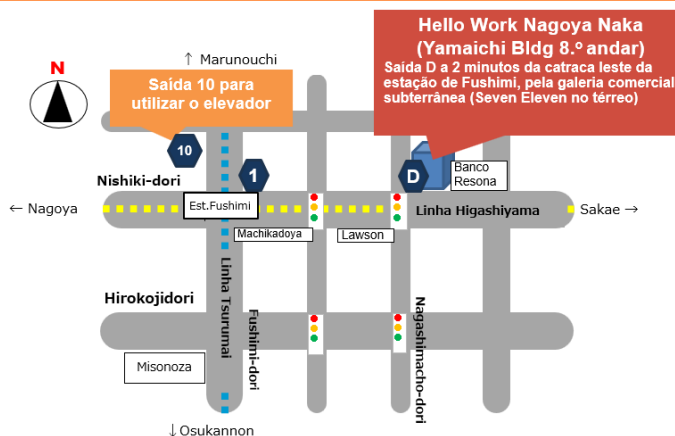 Hello Work Nagoya Naka
(Yamaichi Bldg 8.º andar)
Saída D a 2 minutos da catraca leste da
estação de Fushimi, pela galeria comercial
subterrânea (Seven Eleven no térreo)
↑ Marunouchi
N
Saída 10 para
utilizar o elevador
10
1
D
Banco
Resona
Nishiki-dori
← Nagoya
Est.Fushimi
Linha Higashiyama
Sakae →
Machikadoya
Lawson
Linha Tsurumai
Hirokojidori
Fushimi-dori
Nagashimacho-dori
Misonoza
↓ Osukannon